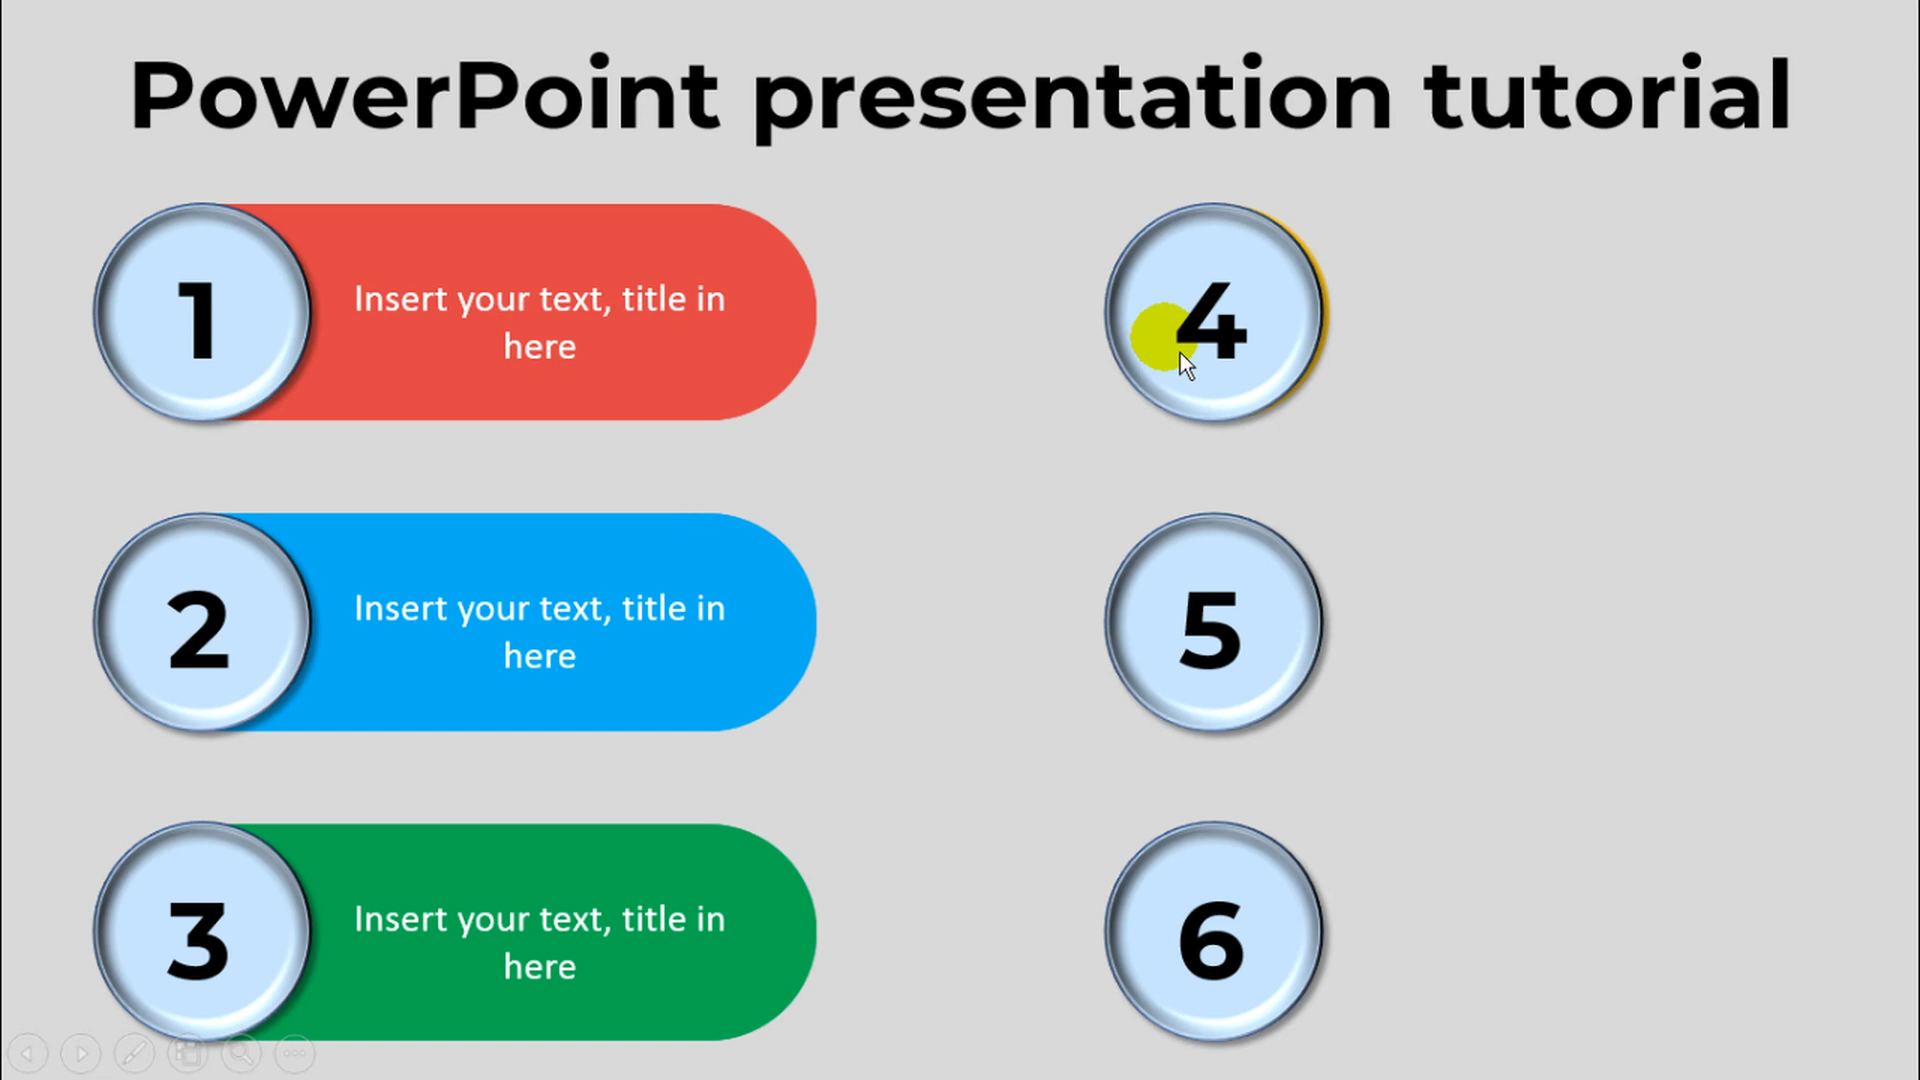 PowerPoint presentation tutorial
1
Insert your text, title in
here
2
Insert your text, title in
here
3
Insert your text, title in
here
4
5
6